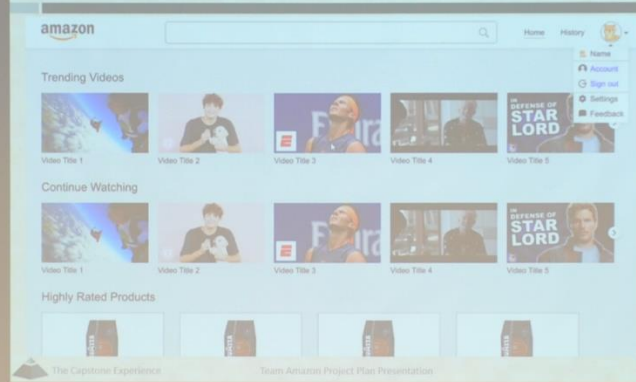 amazon
Home History
Name
Account
Sign out
Settings
Feedback
Trending Videos
IN DEFENSE OF
STAR
LORD
Video Title 1 Video Title 2 Video Title 3 Video Title 4 Video Title 5
Continue Watching
IN DEFENSE OF
STAR
LORD
Video Title 1 Video Title 2 Video Title 3 Video Title 4 Video Title 5
Highly Rated Products
The Capstone Experience Team Amazon Project Plan Presentation